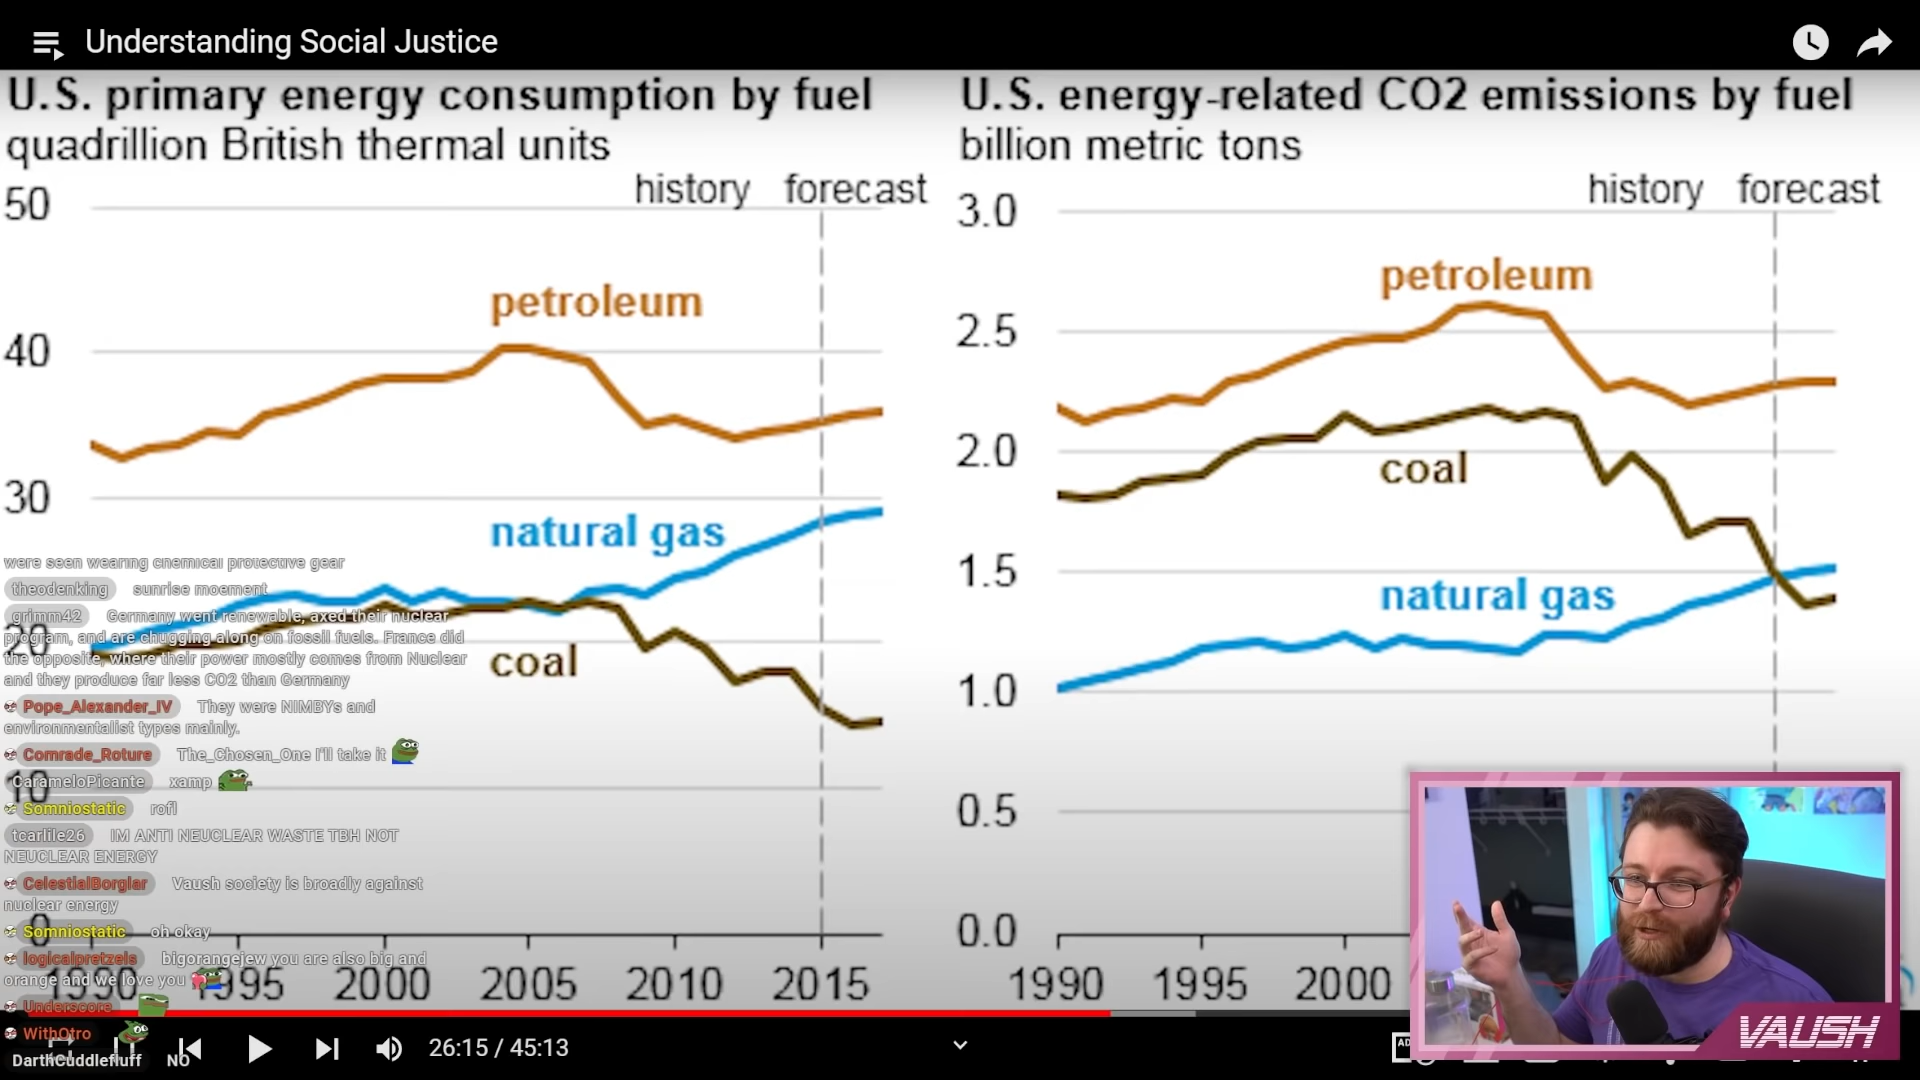 Understanding Social Justice
U.S. primary energy consumption by fuel
quadrillion British thermal units
history forecast
50
40
30
20
10
0
petroleum
natural gas
coal
1990 1995 2000 2005 2010 2015
U.S. energy-related CO2 emissions by fuel
billion metric tons
history forecast
3.0
2.5
2.0
1.5
1.0
0.5
0.0
petroleum
coal
natural gas
1990 1995 2000
were seen wearing chemical protective gear
theodenking sunrise moement
grimm42 Germany went renewable, axed their nuclear
program, and are chugging along on fossil fuels. France did
the opposite, where their power mostly comes from Nuclear
and they produce far less CO2 than Germany
Pope_Alexander_IV They were NIMBYs and
environmentalist types mainly.
Comrade_Roture The_Chosen_One I'll take it
CarameloPicante xamp
Somniostatic rofl
tcarlile26 IM ANTI NEUCLEAR WASTE TBH NOT
NEUCLEAR ENERGY
CelestialBorglar Vaush society is broadly against
nuclear energy
Somniostatic oh okay
logicalpretzels bigorangejew you are also big and
orange and we love you
Underscore
WithOtro
DarthCuddlefluff NO
26:15 / 45:13
VAUSH